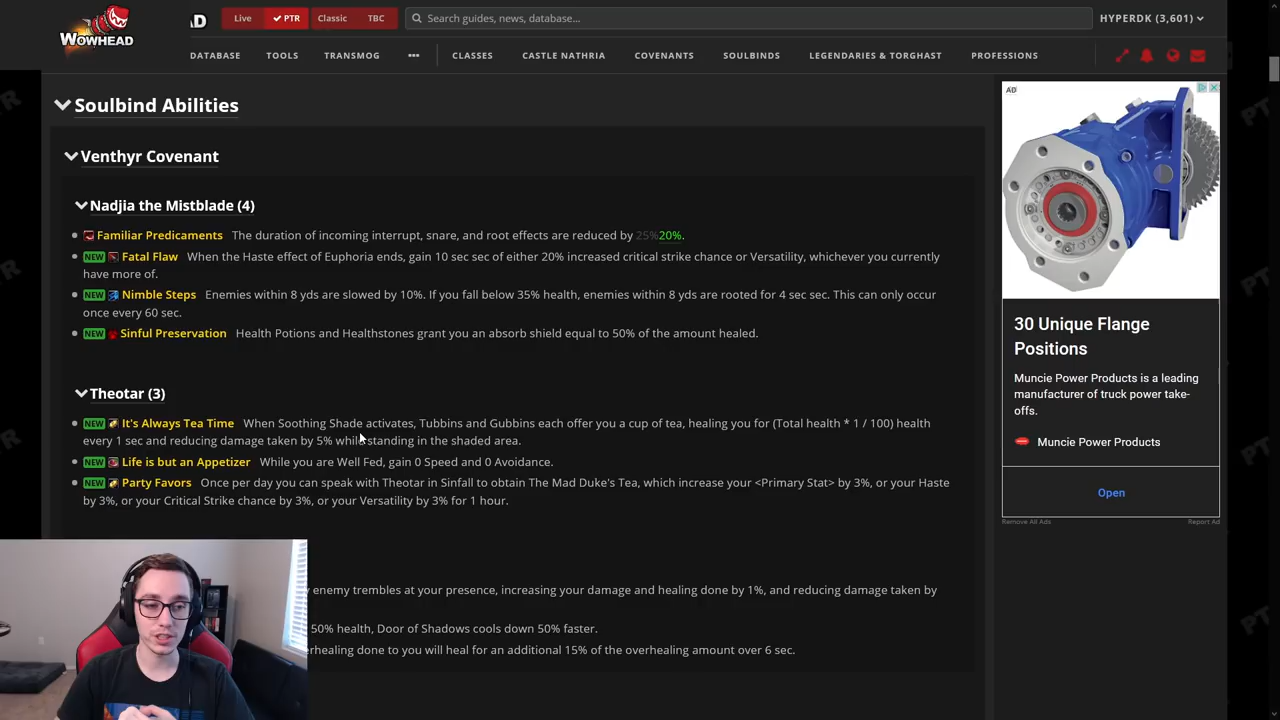 WOWHEAD
AD
Live
PTR
Classic
TBC
Search guides, news, database...
HYPERDK (3,601)
DATABASE
TOOLS
TRANSMOG
CLASSES
CASTLE NATHRIA
COVENANTS
SOULBINDS
LEGENDARIES & TORGHAST
PROFESSIONS
Soulbind Abilities
Venthyr Covenant
Nadjia the Mistblade (4)
Familiar Predicaments The duration of incoming interrupt, snare, and root effects are reduced by 25%20%.
NEW Fatal Flaw When the Haste effect of Euphoria ends, gain 10 sec sec of either 20% increased critical strike chance or Versatility, whichever you currently
have more of.
NEW Nimble Steps Enemies within 8 yds are slowed by 10%. If you fall below 35% health, enemies within 8 yds are rooted for 4 sec sec. This can only occur
once every 60 sec.
NEW Sinful Preservation Health Potions and Healthstones grant you an absorb shield equal to 50% of the amount healed.
Theotar (3)
NEW It's Always Tea Time When Soothing Shade activates, Tubbins and Gubbins each offer you a cup of tea, healing you for (Total health * 1 / 100) health
every 1 sec and reducing damage taken by 5% while standing in the shaded area.
NEW Life is but an Appetizer While you are Well Fed, gain 0 Speed and 0 Avoidance.
NEW Party Favors Once per day you can speak with Theotar in Sinfall to obtain The Mad Duke's Tea, which increase your <Primary Stat> by 3%, or your Haste
by 3%, or your Critical Strike chance by 3%, or your Versatility by 3% for 1 hour.
enemy trembles at your presence, increasing your damage and healing done by 1%, and reducing damage taken by
50% health, Door of Shadows cools down 50% faster.
done to you will heal for an additional 15% of the overhealing amount over 6 sec.
AD
30 Unique Flange
Positions
Muncie Power Products is a leading
manufacturer of truck power take-
offs.
Muncie Power Products
Open
Remove All Ads
Report Ad